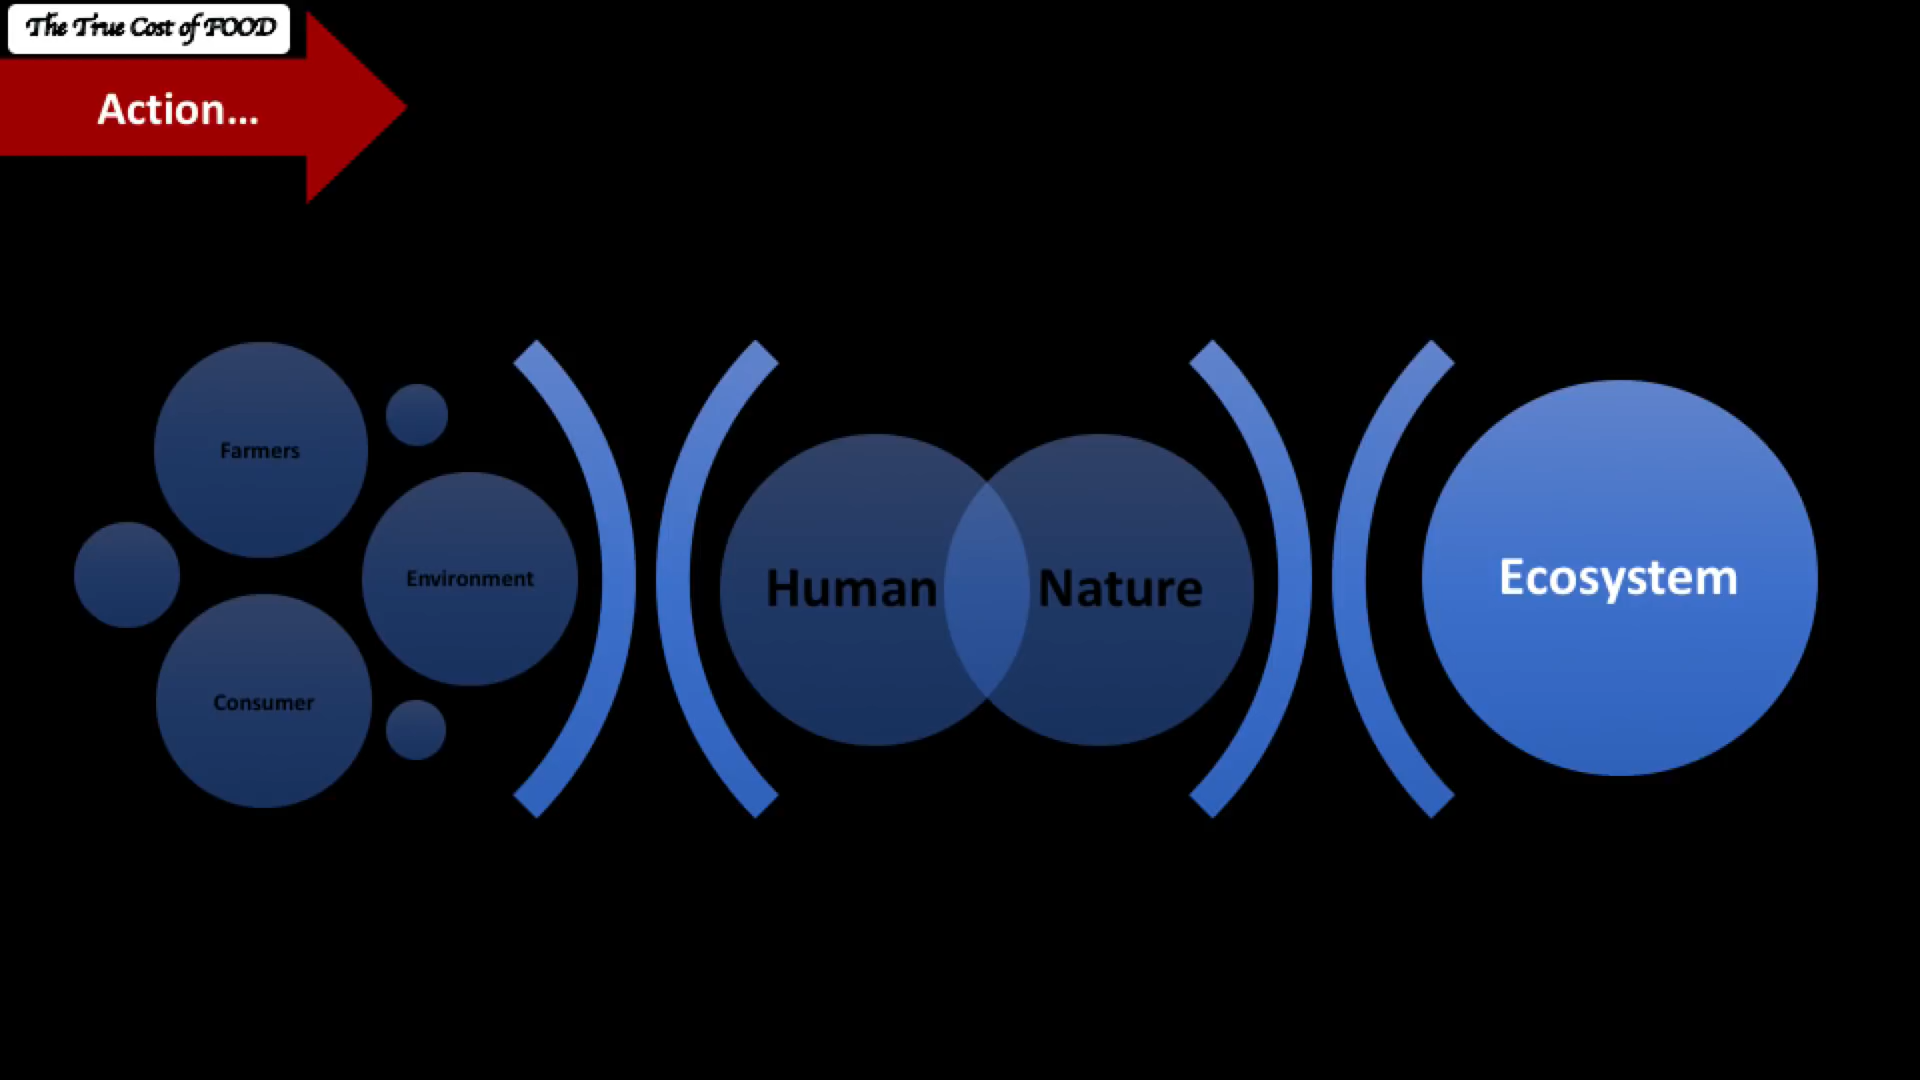 The True Cost of FOOD
Action...
Farmers
Environment
Consumer
Human
Nature
Ecosystem